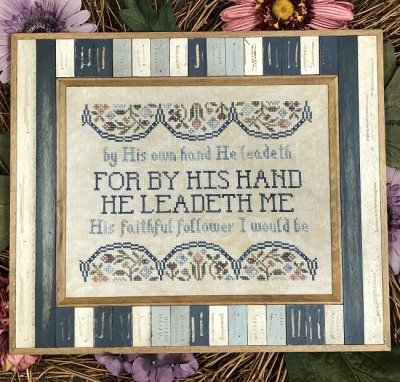 by His own hand He leadeth
FOR BY HIS HAND
HE LEADETH ME
His faithful follower I would be